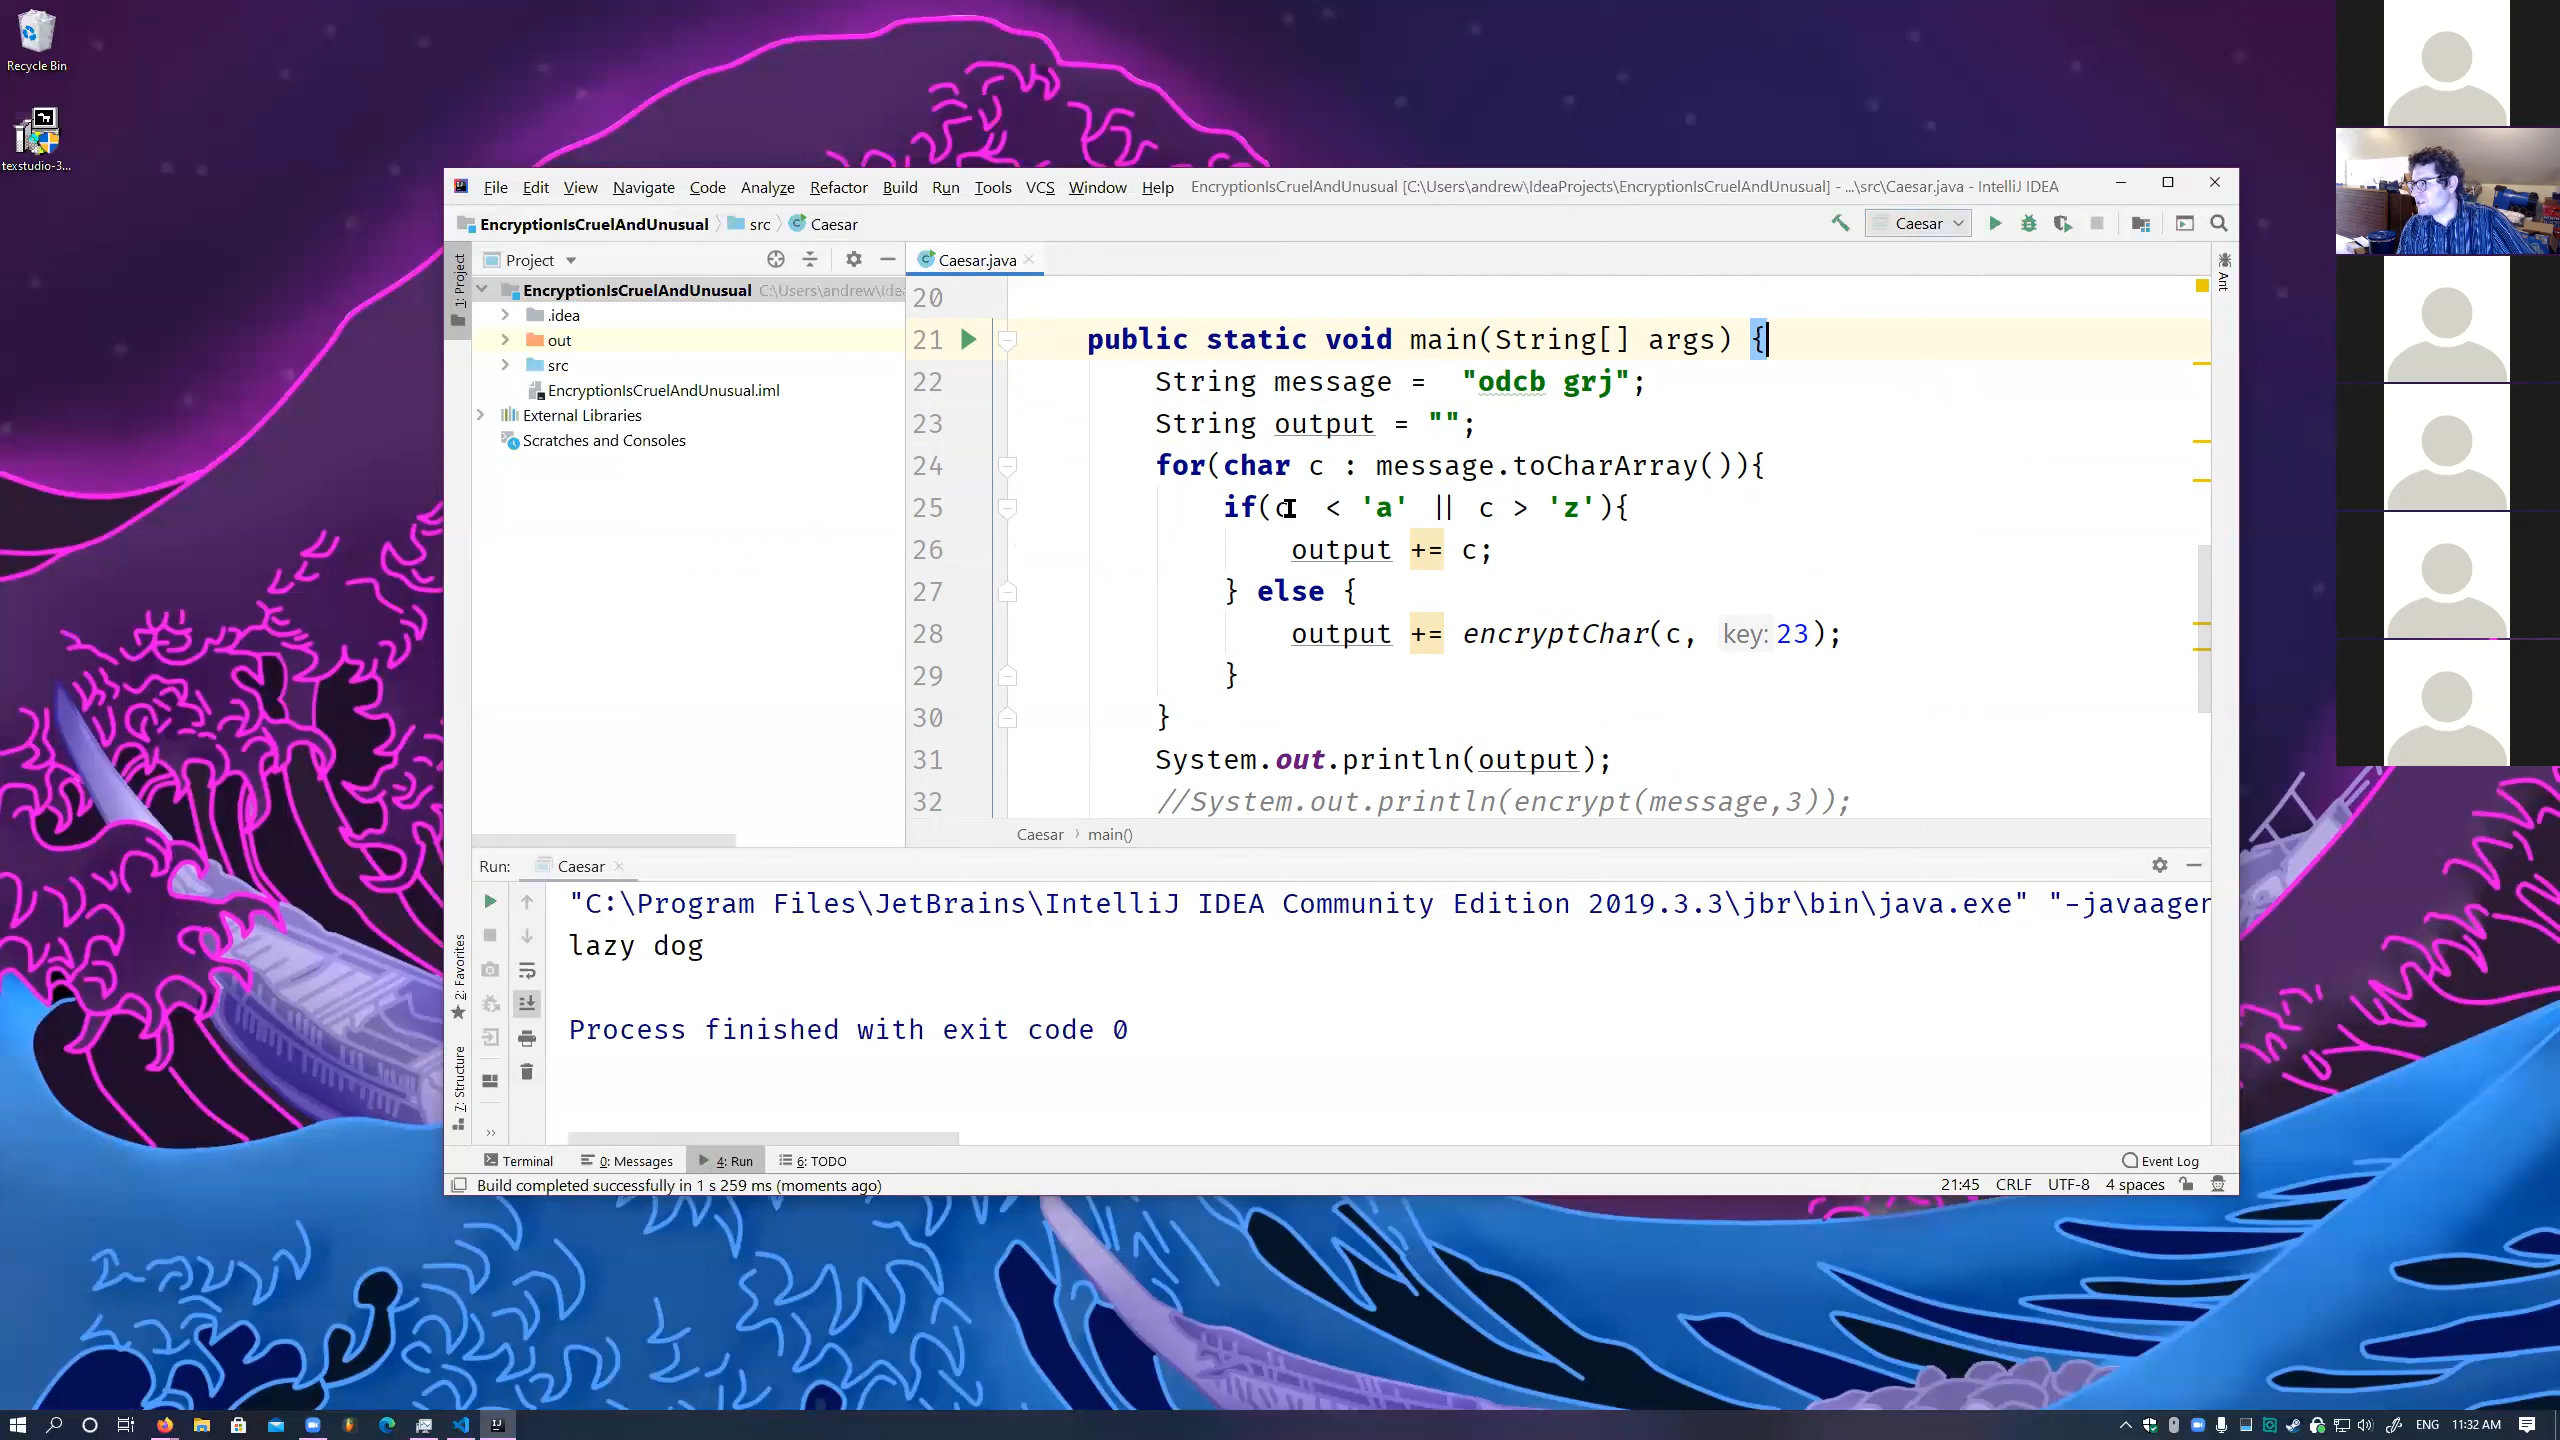 Recycle Bin
texstudio-3...
File Edit View Navigate Code Analyze Refactor Build Run Tools VCS Window Help EncryptionIsCruelAndUnusual [C:\Users\andrew\IdeaProjects\EncryptionIsCruelAndUnusual] - ...\src\Caesar.java - IntelliJ IDEA
EncryptionIsCruelAndUnusual src Caesar Caesar
1: Project
Project
Caesar.java
Ant
EncryptionIsCruelAndUnusual C:\Users\andrew\Idea
.idea
out
src
EncryptionIsCruelAndUnusual.iml
External Libraries
Scratches and Consoles
20
21 public static void main(String[] args) {
22 String message = "odcb grj";
23 String output = "";
24 for(char c : message.toCharArray()){
25 if(c < 'a' || c > 'z'){
26 output += c;
27 } else {
28 output += encryptChar(c, key: 23);
29 }
30 }
31 System.out.println(output);
32 //System.out.println(encrypt(message,3));
Caesar main()
Run: Caesar
"C:\Program Files\JetBrains\IntelliJ IDEA Community Edition 2019.3.3\jbr\bin\java.exe" "-javaagen
lazy dog
Process finished with exit code 0
2: Favorites
7: Structure
Terminal 0: Messages 4: Run 6: TODO Event Log
Build completed successfully in 1 s 259 ms (moments ago) 21:45 CRLF UTF-8 4 spaces
ENG 11:32 AM